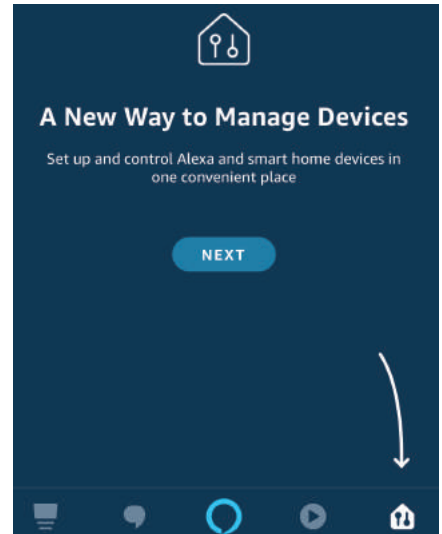 A New Way to Manage Devices
Set up and control Alexa and smart home devices in
one convenient place
NEXT